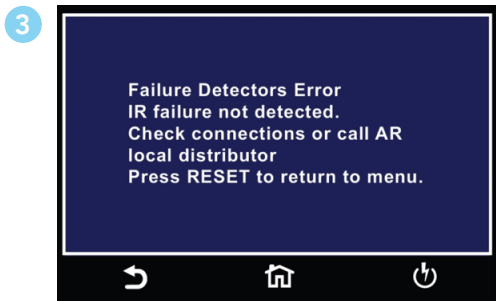 3
Failure Detectors Error
IR failure not detected.
Check connections or call AR
local distributor
Press RESET to return to menu.